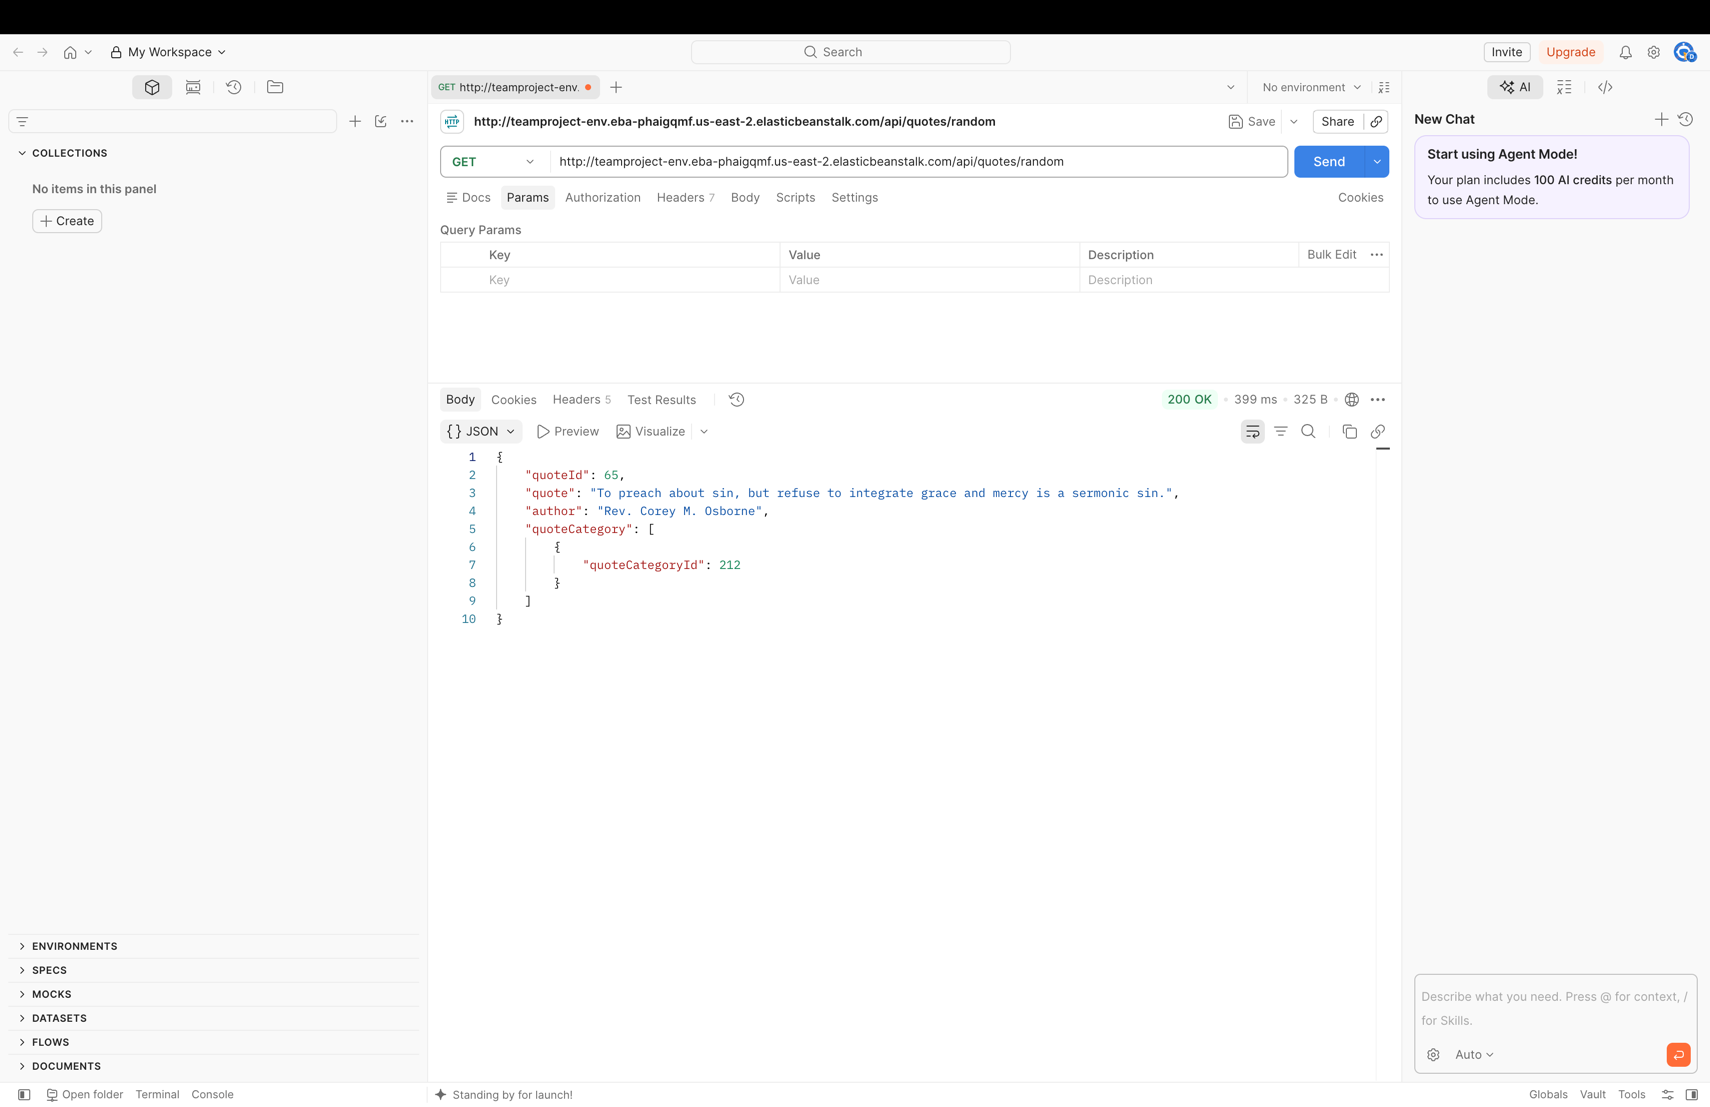 My Workspace
Search
Invite
Upgrade
COLLECTIONS
No items in this panel
Create
ENVIRONMENTS
SPECS
MOCKS
DATASETS
FLOWS
DOCUMENTS
GET http://teamproject-env.
No environment
HTTP
http://teamproject-env.eba-phaigqmf.us-east-2.elasticbeanstalk.com/api/quotes/random
Save
Share
GET
http://teamproject-env.eba-phaigqmf.us-east-2.elasticbeanstalk.com/api/quotes/random
Send
Docs Params Authorization Headers 7 Body Scripts Settings
Cookies
Query Params
Key Value Description Bulk Edit
Key Value Description
Body Cookies Headers 5 Test Results
200 OK • 399 ms • 325 B
{} JSON Preview Visualize
1 {
2 "quoteId": 65,
3 "quote": "To preach about sin, but refuse to integrate grace and mercy is a sermonic sin.",
4 "author": "Rev. Corey M. Osborne",
5 "quoteCategory": [
6 {
7 "quoteCategoryId": 212
8 }
9 ]
10 }
AI
New Chat
Start using Agent Mode!
Your plan includes 100 AI credits per month
to use Agent Mode.
Describe what you need. Press @ for context, /
for Skills.
Auto
Open folder Terminal Console
Standing by for launch!
Globals Vault Tools